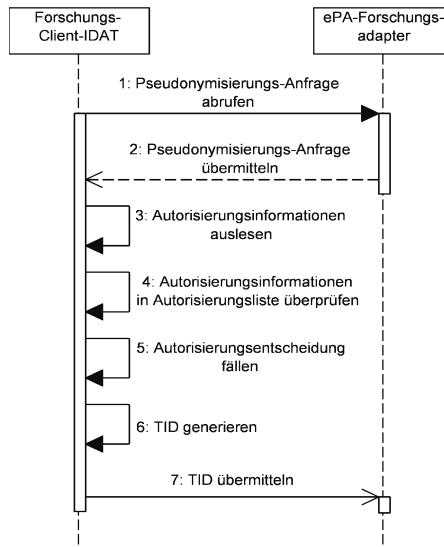 Forschungs-
Client-IDAT
ePA-Forschungs-
adapter
1: Pseudonymisierungs-Anfrage
abrufen
2: Pseudonymisierungs-Anfrage
übermitteln
3: Autorisierungsinformationen
auslesen
4: Autorisierungsinformationen
in Autorisierungsliste überprüfen
5: Autorisierungsentscheidung
fällen
6: TID generieren
7: TID übermitteln